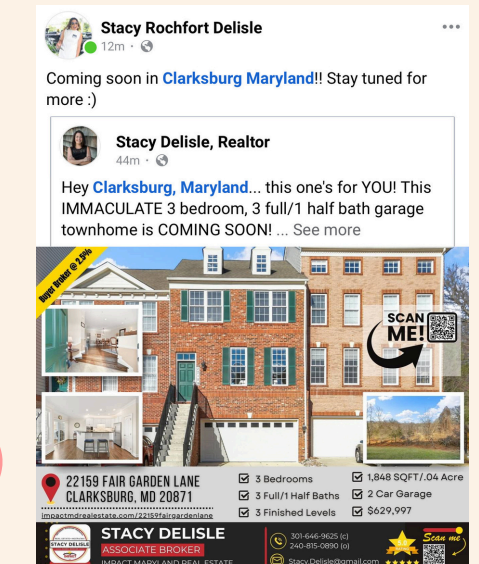 Stacy Rochfort Delisle
12m
Coming soon in Clarksburg Maryland!! Stay tuned for
more :)
Stacy Delisle, Realtor
44m
Hey Clarksburg, Maryland... this one's for YOU! This
IMMACULATE 3 bedroom, 3 full/1 half bath garage
townhome is COMING SOON! ... See more
Buyer Broker @ 2.5%
SCAN
ME!
22159 FAIR GARDEN LANE
CLARKSBURG, MD 20871
impactmdrealestate.com/22159fairgardenlane
3 Bedrooms
3 Full/1 Half Baths
3 Finished Levels
1,848 SQFT/.04 Acre
2 Car Garage
$629,997
STACY DELISLE
STACY DELISLE
ASSOCIATE BROKER
IMPACT MARYLAND REAL ESTATE
301-646-9625 (c)
240-815-0890 (o)
Stacy.Delisle@gmail.com
5.0
Scan me